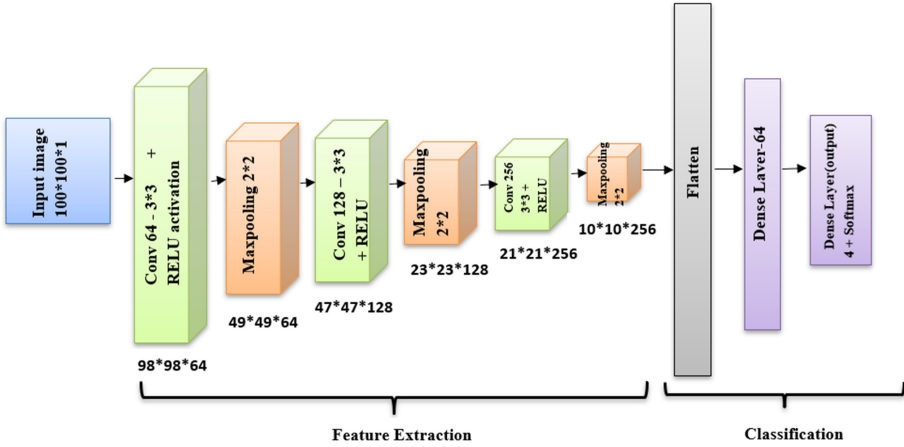 Input image
100*100*1
Conv 64 - 3*3 +
RELU activation
98*98*64
Maxpooling 2*2
49*49*64
Conv 128 – 3*3
+ RELU
47*47*128
Maxpooling
2*2
23*23*128
Conv 256
3*3 +
RELU
21*21*256
Maxpooling
2*2
10*10*256
Flatten
Dense Laver-64
Dense Layer(output)
4 + Softmax
Feature Extraction
Classification